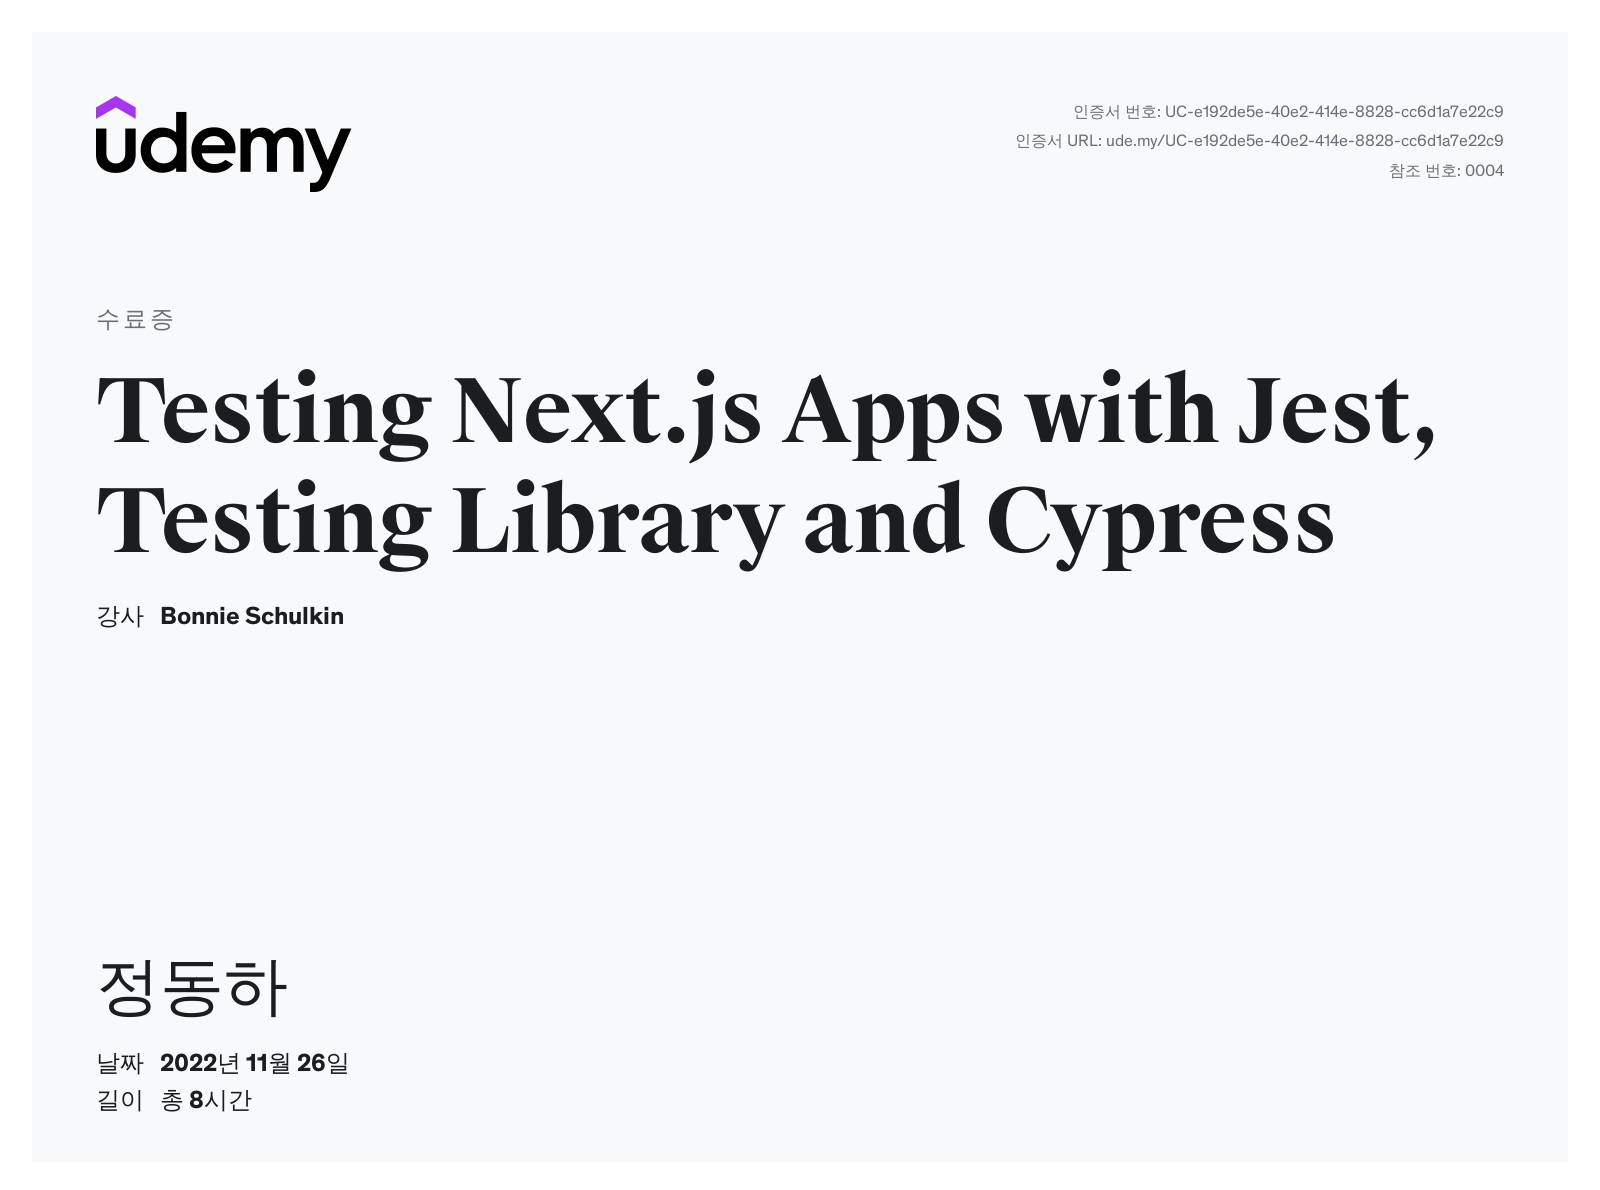 udemy
인증서 번호: UC-e192de5e-40e2-414e-8828-cc6d1a7e22c9
인증서 URL: ude.my/UC-e192de5e-40e2-414e-8828-cc6d1a7e22c9
참조 번호: 0004
수료증
Testing Next.js Apps with Jest,
Testing Library and Cypress
강사 Bonnie Schulkin
정동하
날짜 2022년 11월 26일
길이 총 8시간